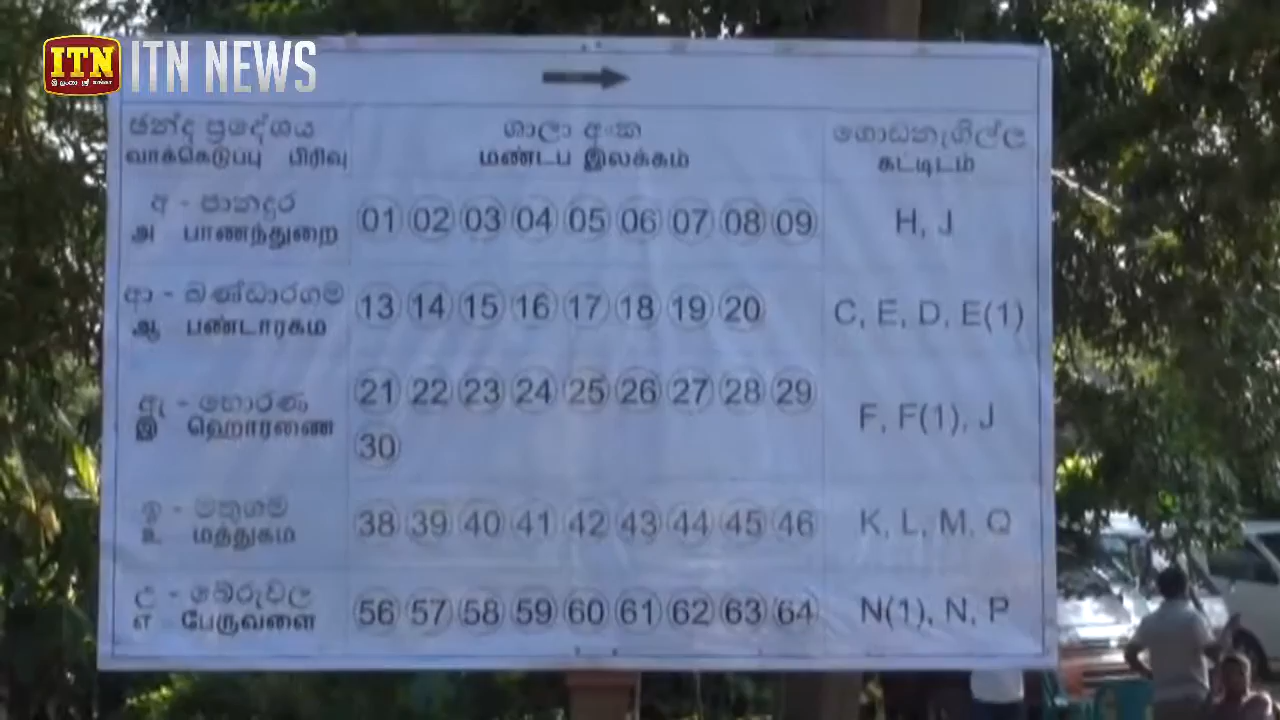 ITN ITN NEWS
ඡන්ද ප්‍රදේශය
வாக்கெடுப்பு பிரிவு
ශාලා අංක
மண்டப இலக்கம்
ගොඩනැගිල්ල
கட்டிடம்
අ - පානදුර
அ பாணந்துறை
01 02 03 04 05 06 07 08 09
H, J
ආ - බණ්ඩාරගම
ஆ பண்டாரகம
13 14 15 16 17 18 19 20
C, E, D, E(1)
ඇ - හොරණ
இ ஹொரணை
21 22 23 24 25 26 27 28 29
30
F, F(1), J
ඉ - මතුගම
உ மத்துகம
38 39 40 41 42 43 44 45 46
K, L, M, Q
උ - බේරුවල
எ பேருவளை
56 57 58 59 60 61 62 63 64
N(1), N, P